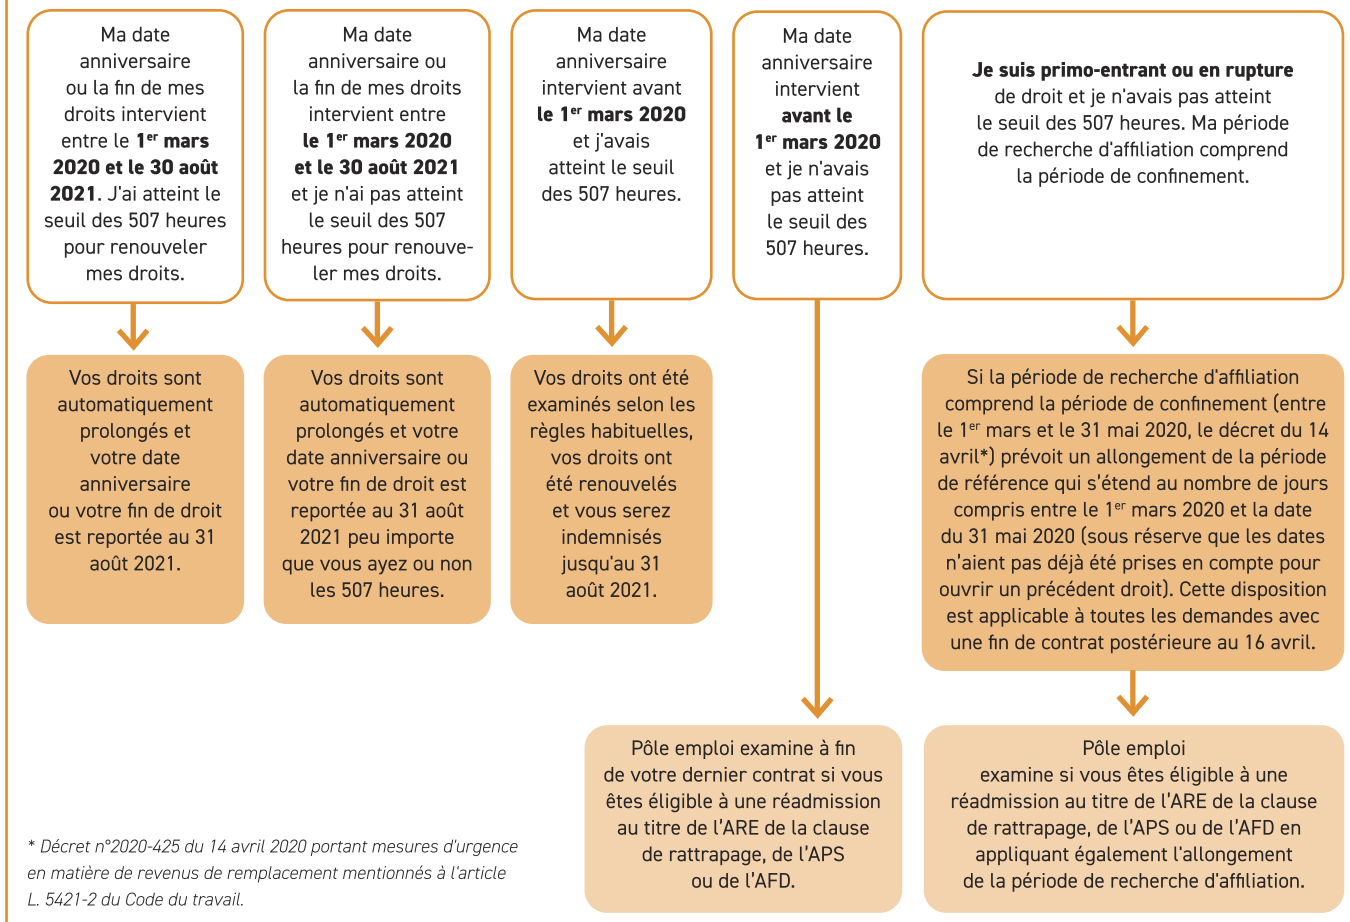 Ma date
anniversaire
ou la fin de mes
droits intervient
entre le 1er mars
2020 et le 30 août
2021. J'ai atteint le
seuil des 507 heures
pour renouveler
mes droits.
Ma date
anniversaire ou
la fin de mes droits
intervient entre
le 1er mars 2020
et le 30 août 2021
et je n'ai pas atteint
le seuil des 507
heures pour renouve-
ler mes droits.
Ma date
anniversaire
intervient avant
le 1er mars 2020
et j'avais
atteint le seuil
des 507 heures.
Ma date
anniversaire
intervient
avant le
1er mars 2020
et je n'avais
pas atteint
le seuil des
507 heures.
Je suis primo-entrant ou en rupture
de droit et je n'avais pas atteint
le seuil des 507 heures. Ma période
de recherche d'affiliation comprend
la période de confinement.
Vos droits sont
automatiquement
prolongés et
votre date
anniversaire
ou votre fin de droit
est reportée au 31
août 2021.
Vos droits sont
automatiquement
prolongés et votre
date anniversaire ou
votre fin de droit est
reportée au 31 août
2021 peu importe
que vous ayez ou non
les 507 heures.
Vos droits ont été
examinés selon les
règles habituelles,
vos droits ont
été renouvelés
et vous serez
indemnisés
jusqu'au 31
août 2021.
Si la période de recherche d'affiliation
comprend la période de confinement (entre
le 1er mars et le 31 mai 2020, le décret du 14
avril*) prévoit un allongement de la période
de référence qui s’étend au nombre de jours
compris entre le 1er mars 2020 et la date
du 31 mai 2020 (sous réserve que les dates
n’aient pas déjà été prises en compte pour
ouvrir un précédent droit). Cette disposition
est applicable à toutes les demandes avec
une fin de contrat postérieure au 16 avril.
Pôle emploi examine à fin
de votre dernier contrat si vous
êtes éligible à une réadmission
au titre de l’ARE de la clause
de rattrapage, de l’APS
ou de l’AFD.
Pôle emploi
examine si vous êtes éligible à une
réadmission au titre de l’ARE de la clause
de rattrapage, de l’APS ou de l’AFD en
appliquant également l'allongement
de la période de recherche d'affiliation.
* Décret n°2020-425 du 14 avril 2020 portant mesures d'urgence
en matière de revenus de remplacement mentionnés à l'article
L. 5421-2 du Code du travail.